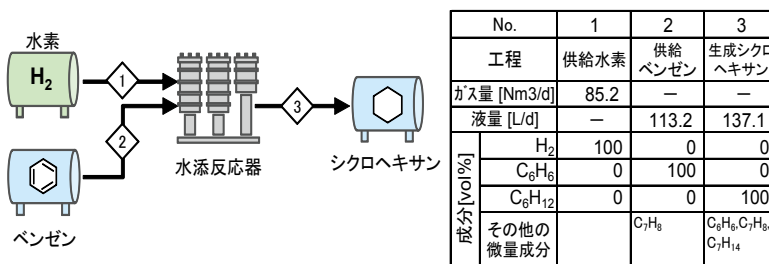 水素
H2
1
2
3
水添反応器
シクロヘキサン
ベンゼン
No. 1 2 3
工程 供給水素 供給ベンゼン 生成シクロヘキサン
ガス量 [Nm3/d] 85.2 － －
液量 [L/d] － 113.2 137.1
成分[vol%]
H2 100 0 0
C6H6 0 100 0
C6H12 0 0 100
その他の微量成分 C7H8 C6H6,C7H8,
C7H14